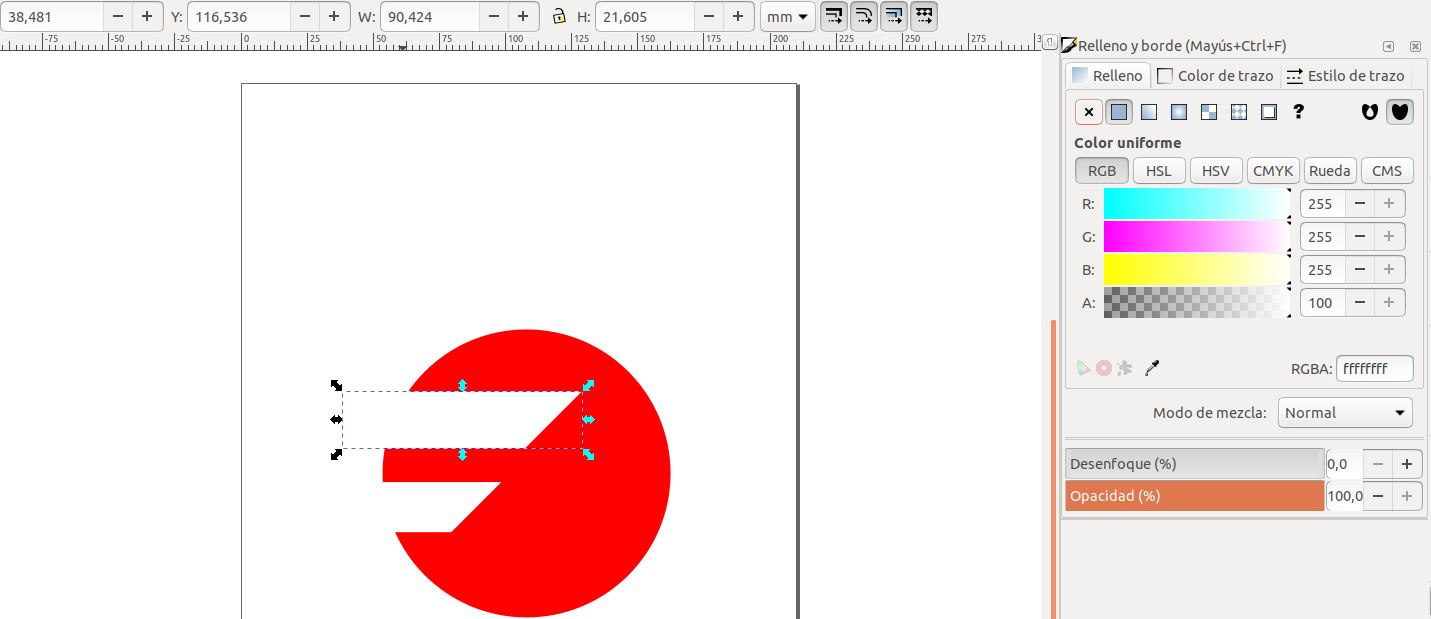 38,481 Y: 116,536 W: 90,424 H: 21,605 mm
-75 -50 -25 0 25 50 75 100 125 150 175 200 225 250 275 3
Relleno y borde (Mayús+Ctrl+F)
Relleno Color de trazo Estilo de trazo
?
Color uniforme
RGB HSL HSV CMYK Rueda CMS
R: 255
G: 255
B: 255
A: 100
RGBA: ffffffff
Modo de mezcla: Normal
Desenfoque (%) 0,0
Opacidad (%) 100,0